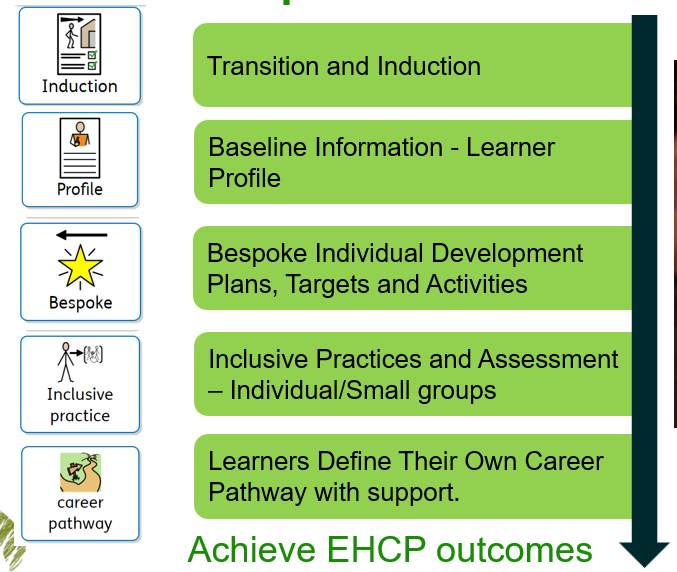 Induction
Transition and Induction
Profile
Baseline Information - Learner
Profile
Bespoke
Bespoke Individual Development
Plans, Targets and Activities
Inclusive
practice
Inclusive Practices and Assessment
– Individual/Small groups
career
pathway
Learners Define Their Own Career
Pathway with support.
Achieve EHCP outcomes